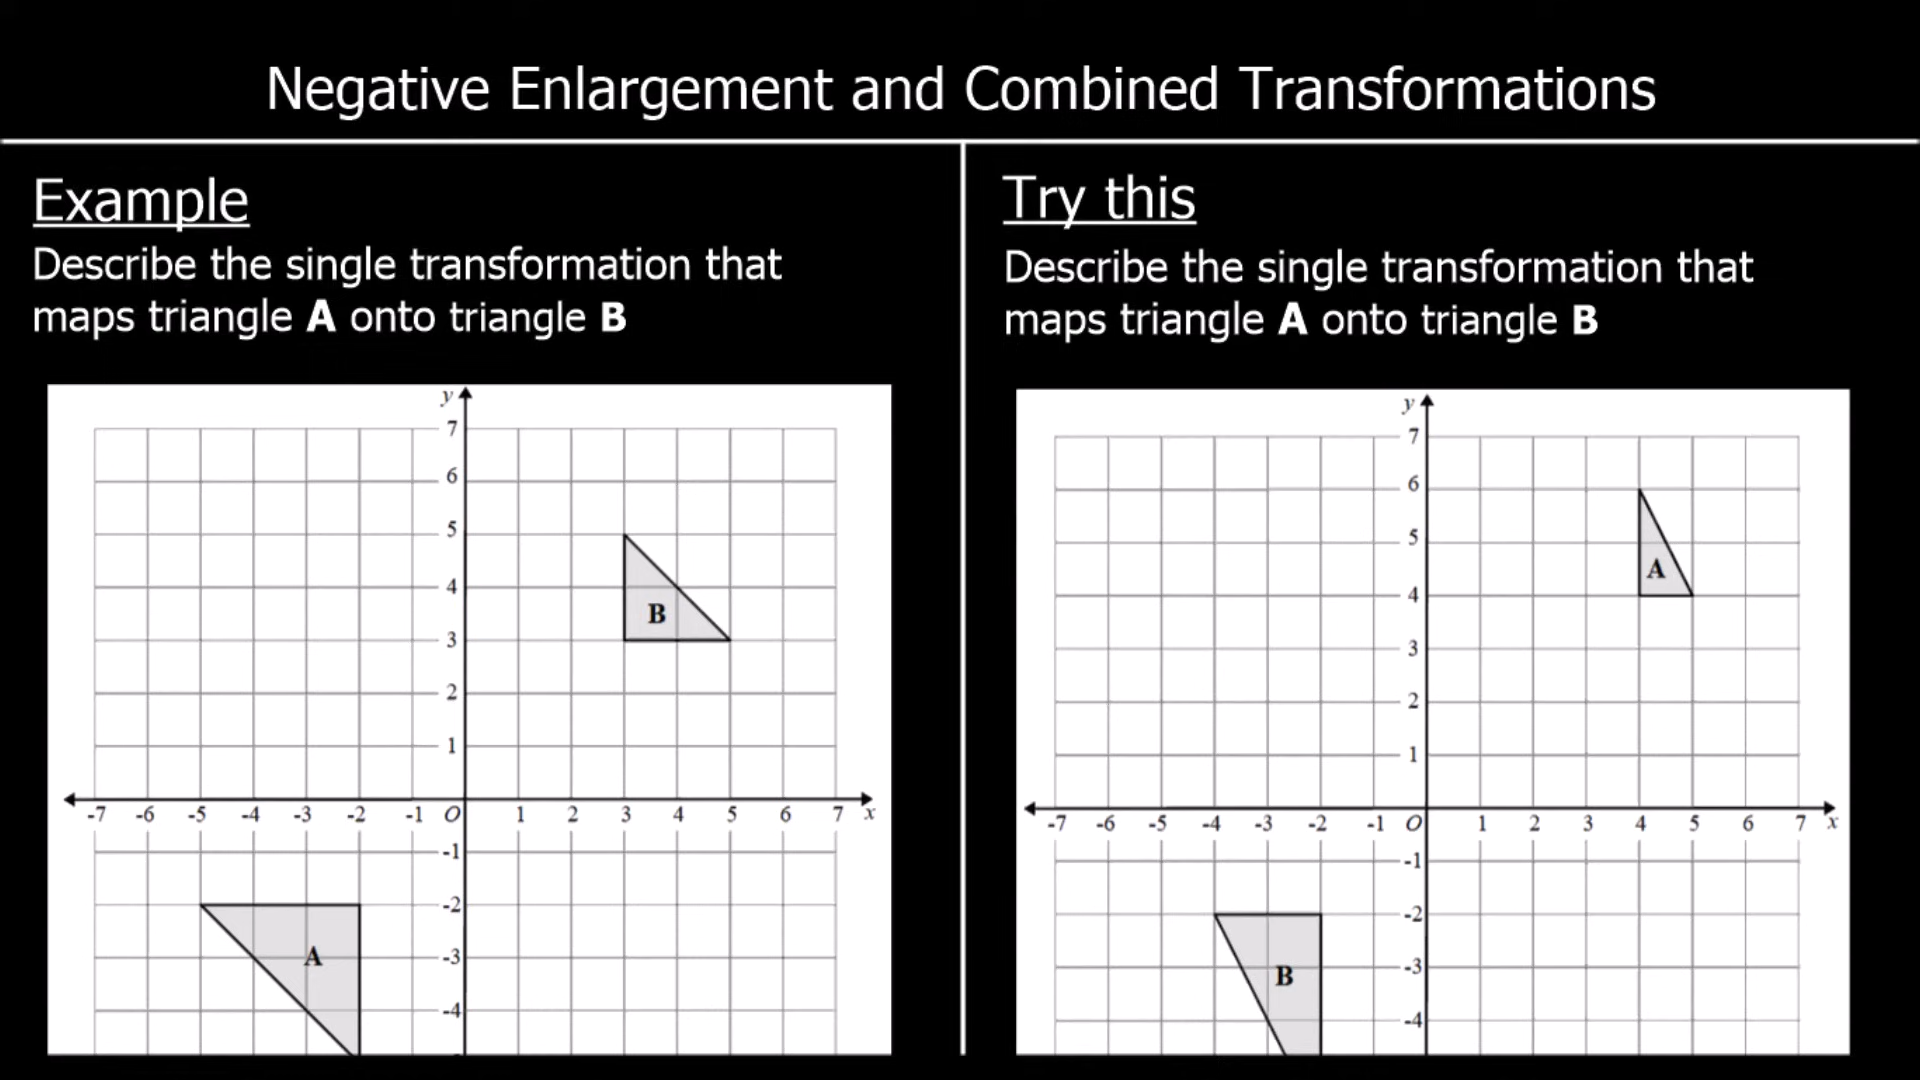 Negative Enlargement and Combined Transformations
Example
Describe the single transformation that
maps triangle A onto triangle B
y
7
6
5
4
B
3
2
1
-7 -6 -5 -4 -3 -2 -1 O 1 2 3 4 5 6 7 x
-1
-2
A
-3
-4
Try this
Describe the single transformation that
maps triangle A onto triangle B
y
7
6
5
A
4
3
2
1
-7 -6 -5 -4 -3 -2 -1 O 1 2 3 4 5 6 7 x
-1
-2
B
-3
-4